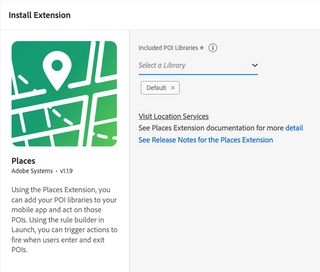 Install Extension
Included POI Libraries *
Select a Library
Default
Visit Location Services
See Places Extension documentation for more detail
See Release Notes for the Places Extension
Places
Adobe Systems • v1.1.9
Using the Places Extension, you
can add your POI libraries to your
mobile app and act on those
POIs. Using the rule builder in
Launch, you can trigger actions to
fire when users enter and exit
POIs.